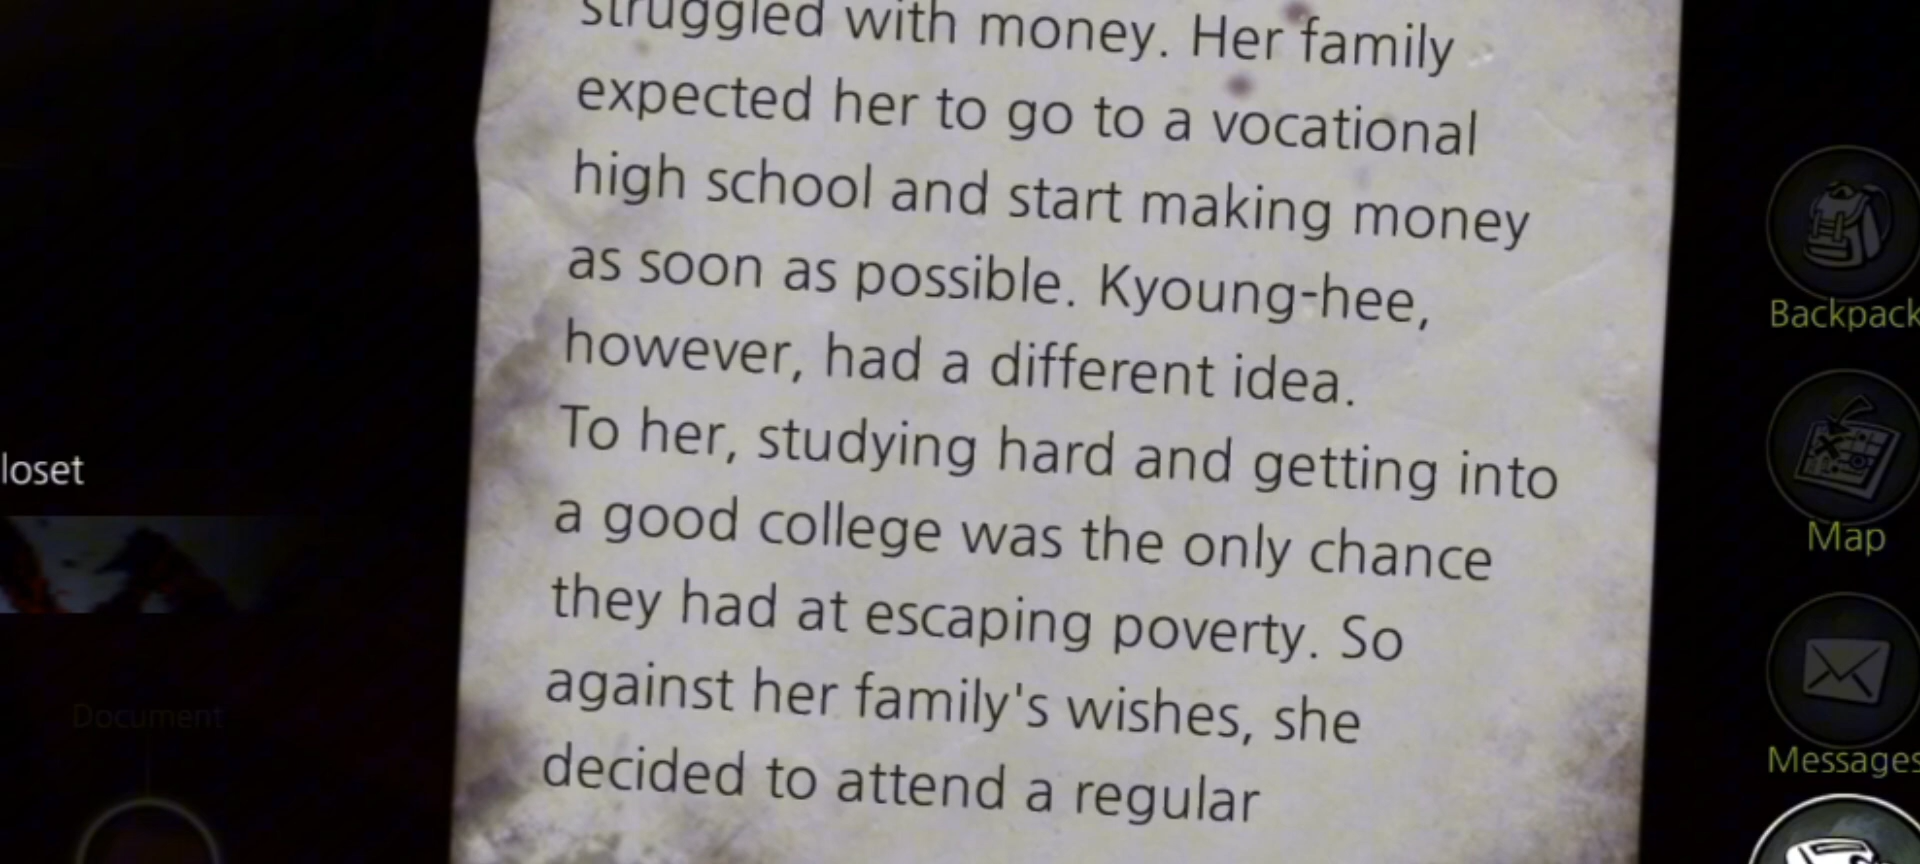 struggled with money. Her family
expected her to go to a vocational
high school and start making money
as soon as possible. Kyoung-hee,
however, had a different idea.
To her, studying hard and getting into
a good college was the only chance
they had at escaping poverty. So
against her family's wishes, she
decided to attend a regular
loset
Document
Backpack
Map
Messages